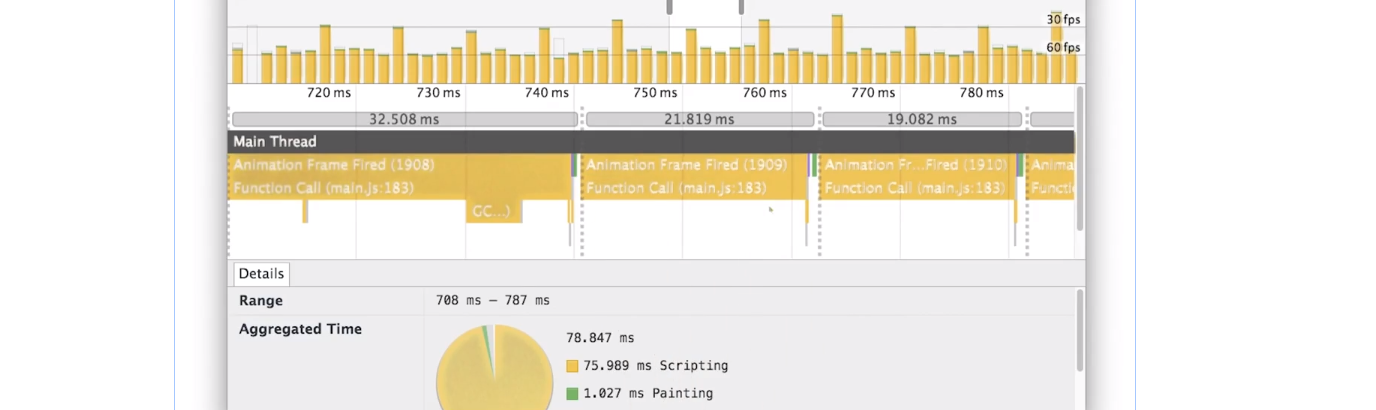 30 fps
60 fps
720 ms 730 ms 740 ms 750 ms 760 ms 770 ms 780 ms
32.508 ms 21.819 ms 19.082 ms
Main Thread
Animation Frame Fired (1908) Animation Frame Fired (1909) Animation Fr...Fired (1910) Anima
Function Call (main.js:183) Function Call (main.js:183) Function Call (main.js:183) Functi
GC...)
Details
Range 708 ms – 787 ms
Aggregated Time
78.847 ms
75.989 ms Scripting
1.027 ms Painting